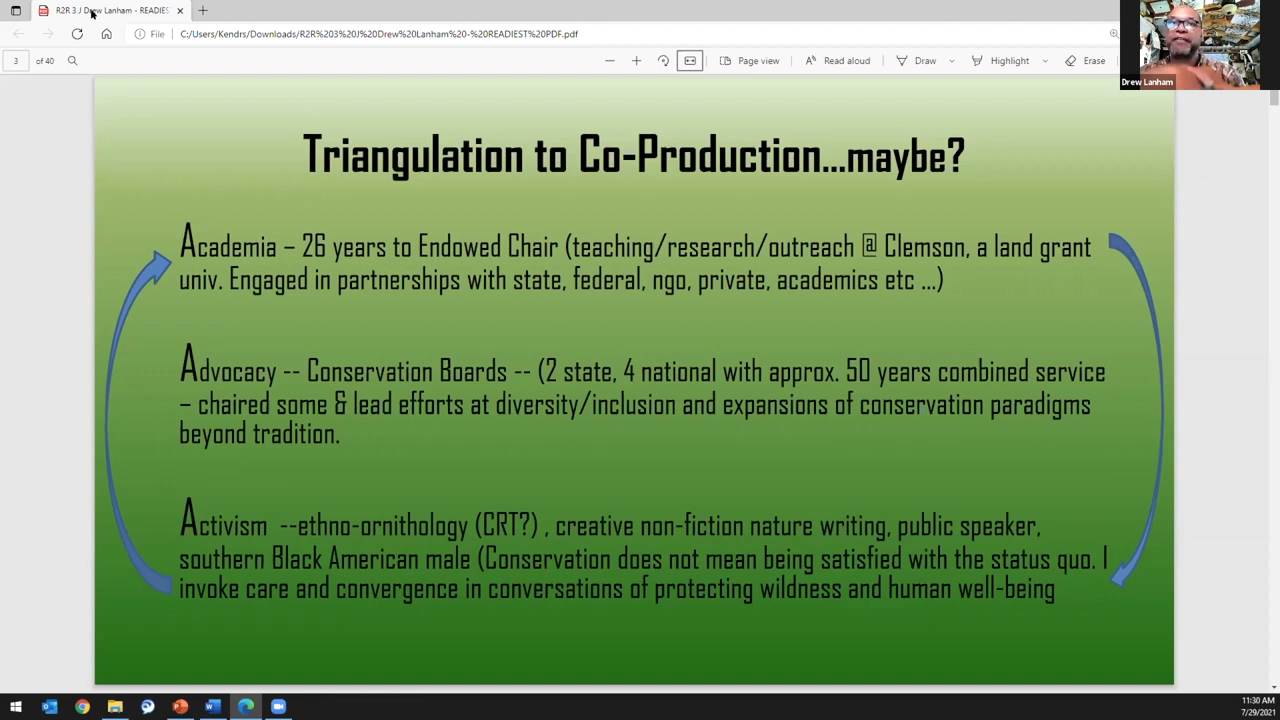 R2R 3 J Drew Lanham - READIES
File
C:/Users/Kendrs/Downloads/R2R%203%20J%20Drew%20Lanham%20-%20READIEST%20PDF.pdf
3 of 40
Page view
Read aloud
Draw
Highlight
Erase
Drew Lanham
Triangulation to Co-Production...maybe?
Academia – 26 years to Endowed Chair (teaching/research/outreach @ Clemson, a land grant
univ. Engaged in partnerships with state, federal, ngo, private, academics etc ...)
Advocacy -- Conservation Boards -- (2 state, 4 national with approx. 50 years combined service
– chaired some & lead efforts at diversity/inclusion and expansions of conservation paradigms
beyond tradition.
Activism --ethno-ornithology (CRT?) , creative non-fiction nature writing, public speaker,
southern Black American male (Conservation does not mean being satisfied with the status quo. I
invoke care and convergence in conversations of protecting wildness and human well-being
11:30 AM
7/29/2021